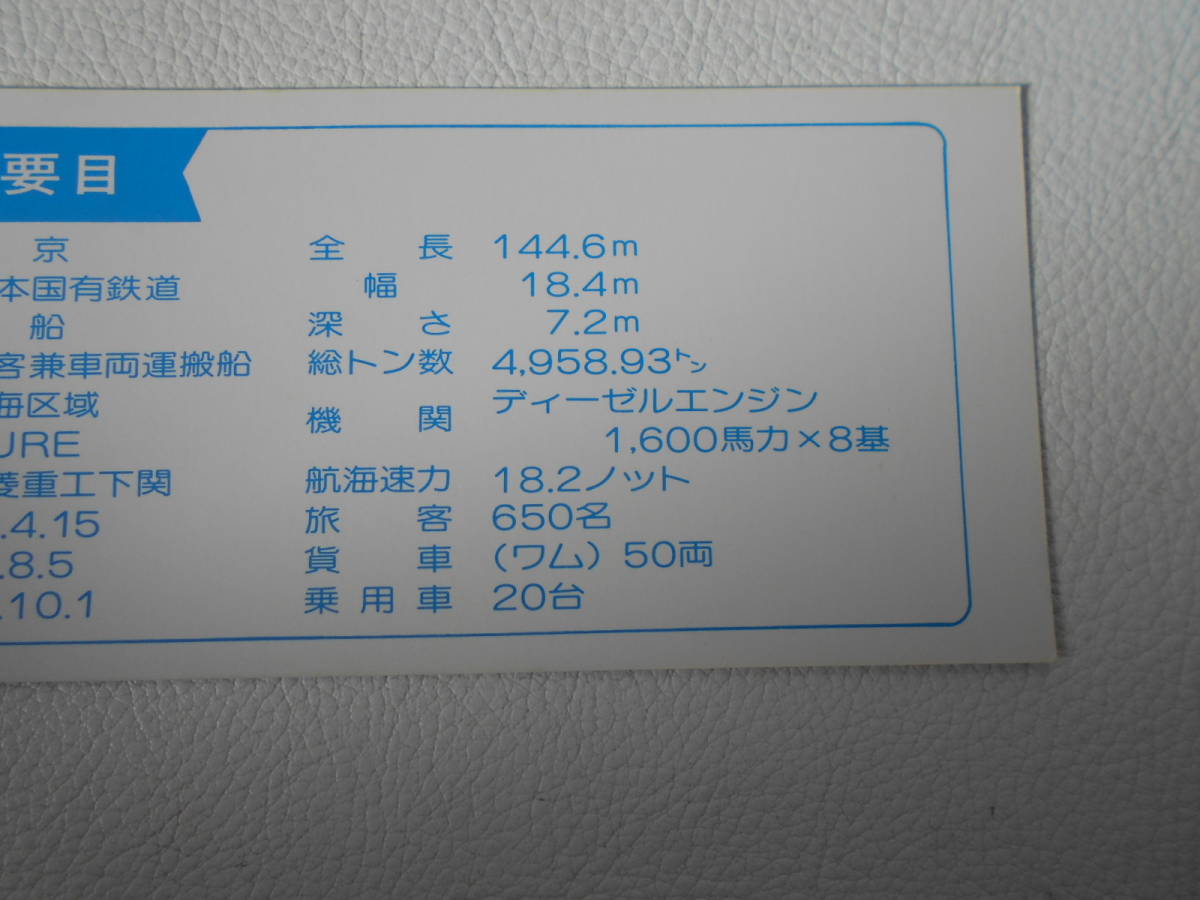 要目
京
本国有鉄道
船
客兼車両運搬船
海区域
URE
菱重工下関
.4.15
.8.5
.10.1
全長 144.6m
幅 18.4m
深さ 7.2m
総トン数 4,958.93トン
機関 ディーゼルエンジン
1,600馬力×8基
航海速力 18.2ノット
旅客 650名
貨車 (ワム) 50両
乗用車 20台